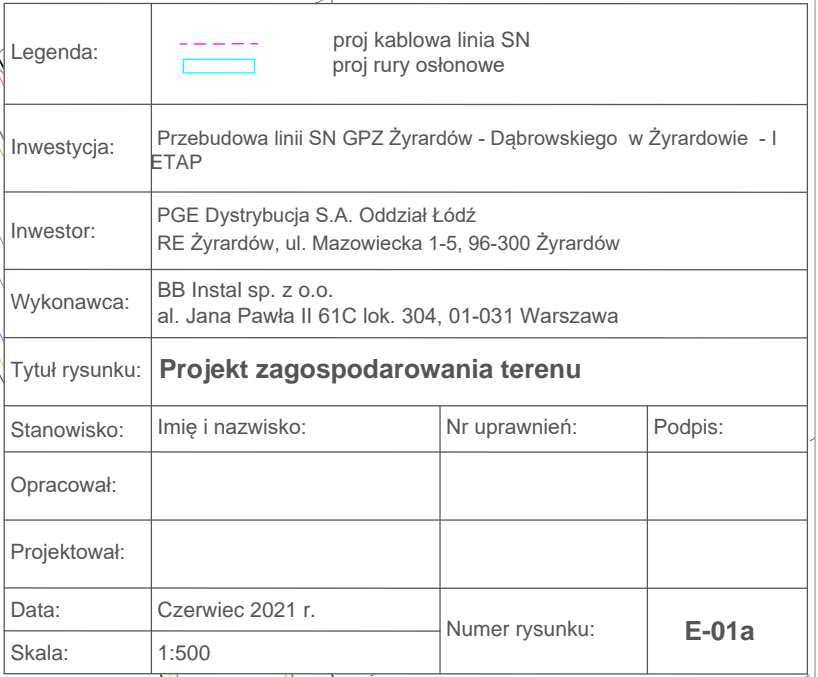 Legenda:
proj kablowa linia SN
proj rury osłonowe
Inwestycja:
Przebudowa linii SN GPZ Żyrardów - Dąbrowskiego w Żyrardowie - I
ETAP
Inwestor:
PGE Dystrybucja S.A. Oddział Łódź
RE Żyrardów, ul. Mazowiecka 1-5, 96-300 Żyrardów
Wykonawca:
BB Instal sp. z o.o.
al. Jana Pawła II 61C lok. 304, 01-031 Warszawa
Tytuł rysunku:
Projekt zagospodarowania terenu
Stanowisko:
Imię i nazwisko:
Nr uprawnień:
Podpis:
Opracował:
Projektował:
Data:
Czerwiec 2021 r.
Numer rysunku:
E-01a
Skala:
1:500